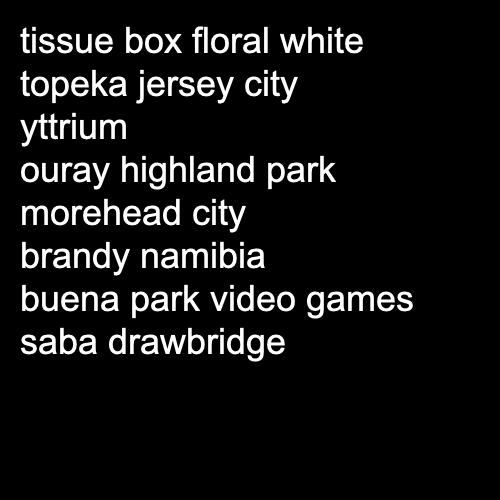 tissue box floral white
topeka jersey city
yttrium
ouray highland park
morehead city
brandy namibia
buena park video games
saba drawbridge